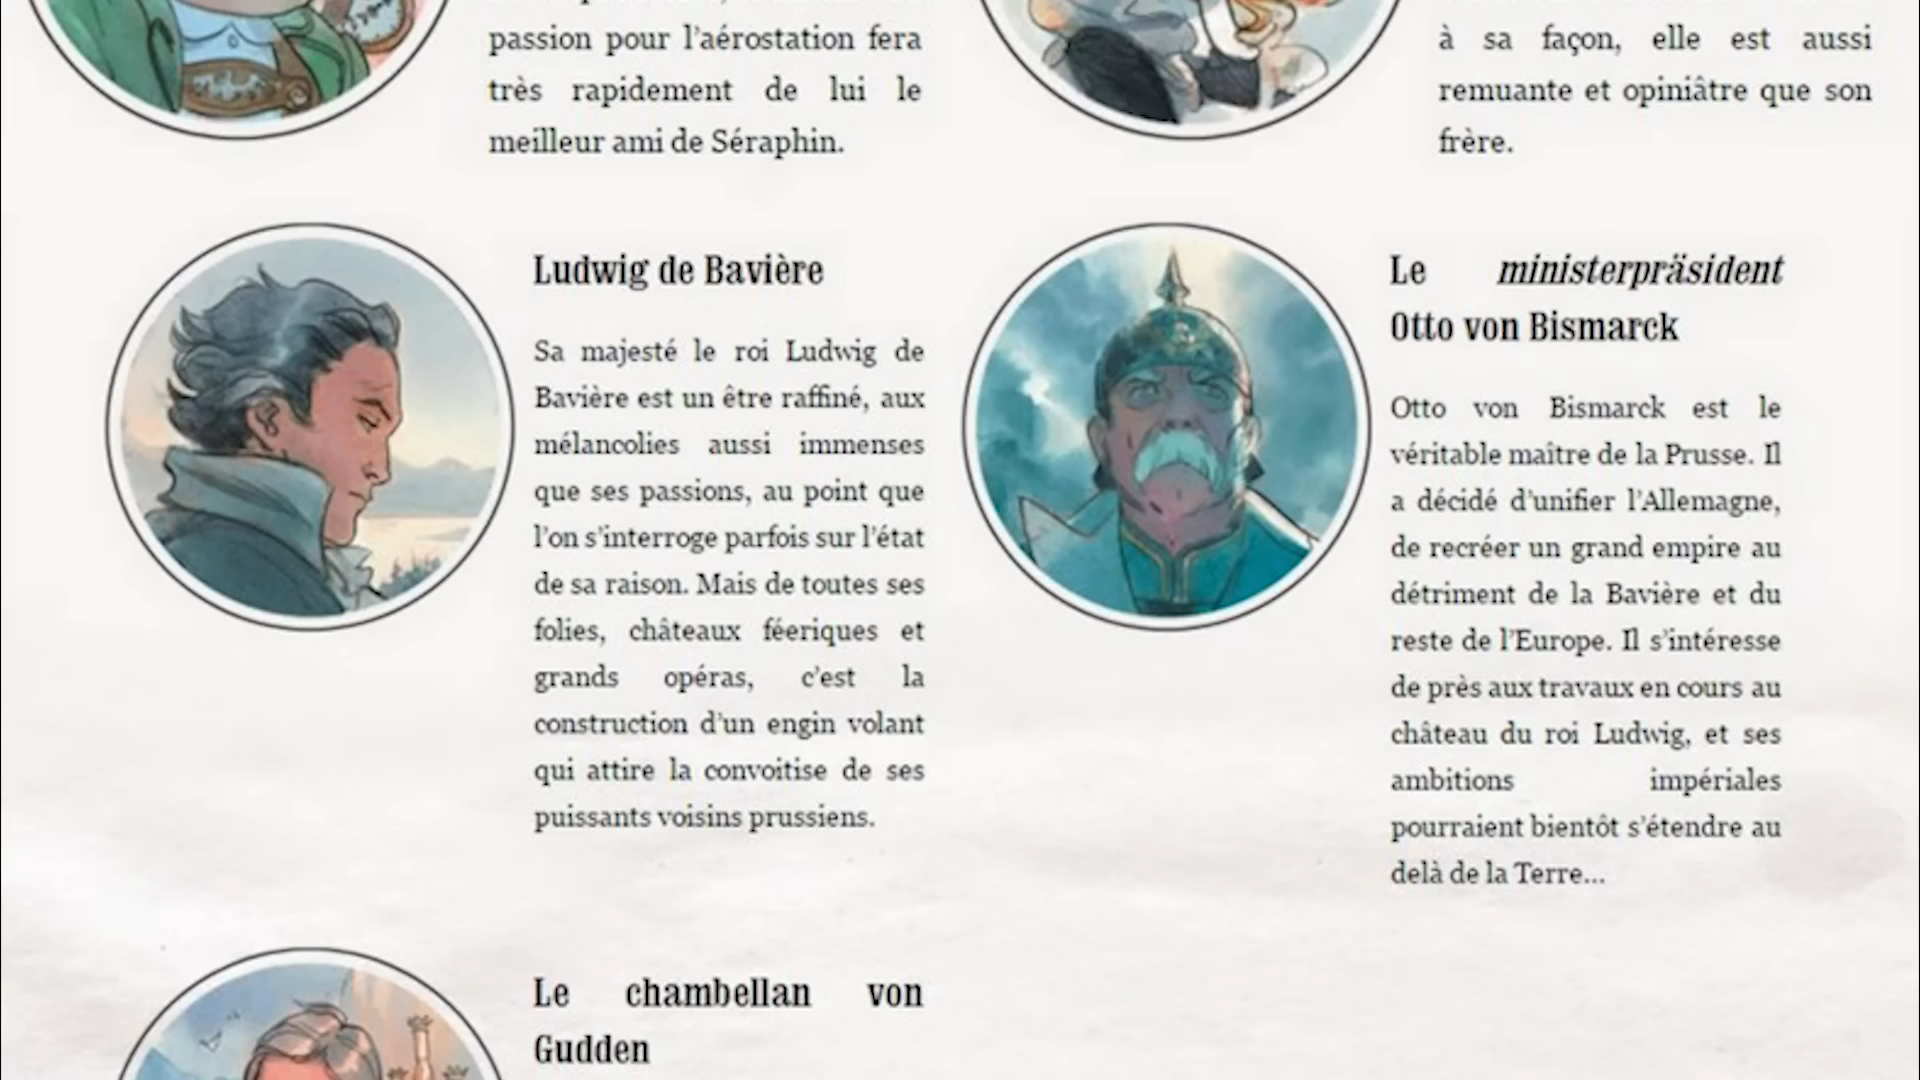 passion pour l'aérostation fera
très rapidement de lui le
meilleur ami de Séraphin.
à sa façon, elle est aussi
remuante et opiniâtre que son
frère.
Ludwig de Bavière
Sa majesté le roi Ludwig de
Bavière est un être raffiné, aux
mélancolies aussi immenses
que ses passions, au point que
l'on s'interroge parfois sur l'état
de sa raison. Mais de toutes ses
folies, châteaux féeriques et
grands opéras, c'est la
construction d'un engin volant
qui attire la convoitise de ses
puissants voisins prussiens.
Le ministerpräsident
Otto von Bismarck
Otto von Bismarck est le
véritable maître de la Prusse. Il
a décidé d'unifier l'Allemagne,
de recréer un grand empire au
détriment de la Bavière et du
reste de l'Europe. Il s'intéresse
de près aux travaux en cours au
château du roi Ludwig, et ses
ambitions impériales
pourraient bientôt s'étendre au
delà de la Terre...
Le chambellan von
Gudden